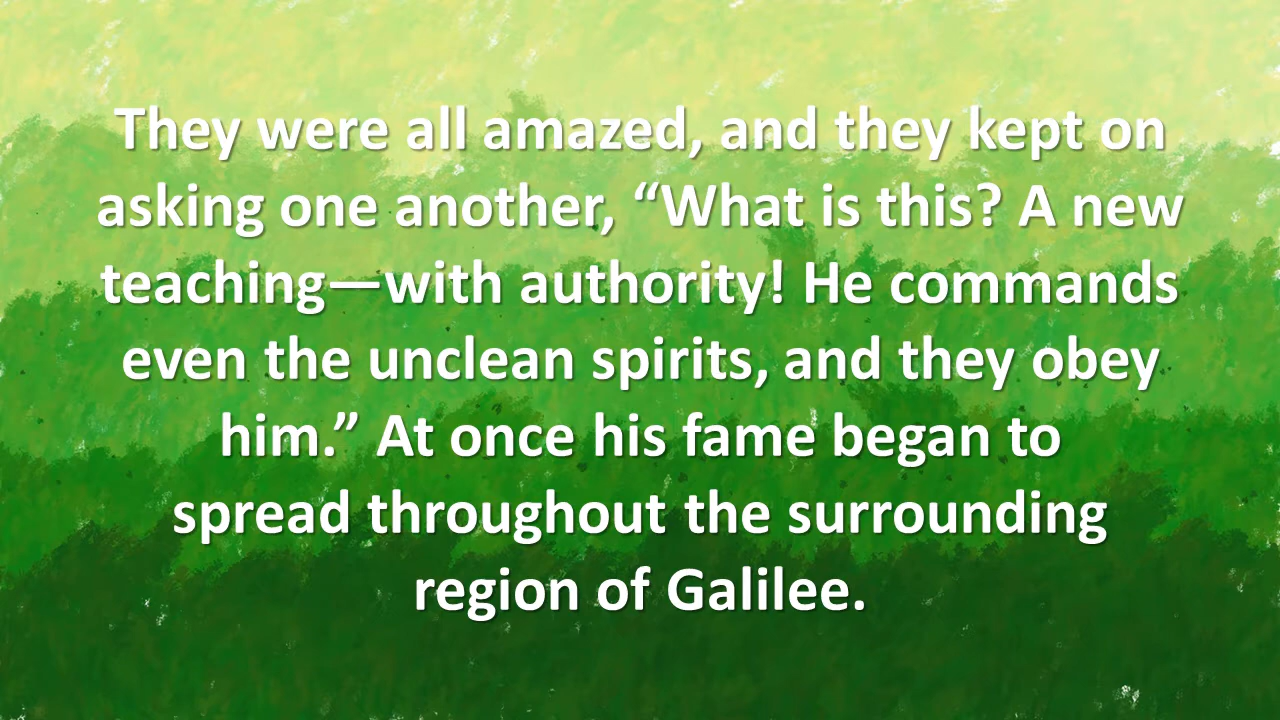 They were all amazed, and they kept on
asking one another, “What is this? A new
teaching—with authority! He commands
even the unclean spirits, and they obey
him.” At once his fame began to
spread throughout the surrounding
region of Galilee.